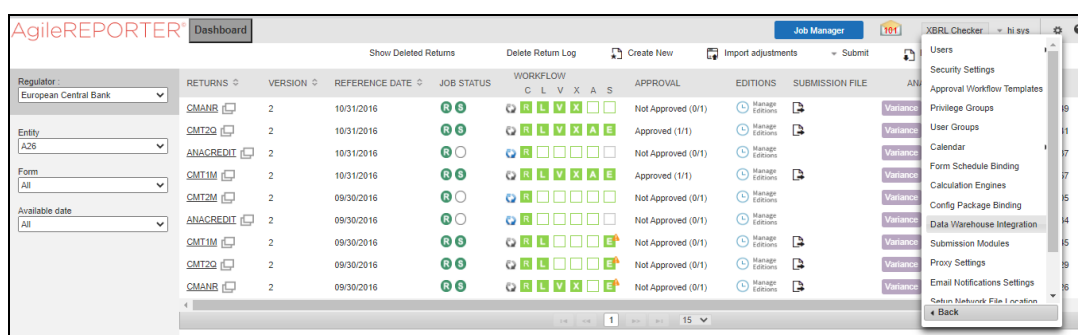 AgileREPORTER® Dashboard Job Manager 101 XBRL Checker hi sys
Show Deleted Returns Delete Return Log Create New Import adjustments Submit
Regulator :
European Central Bank
Entity
A26
Form
All
Available date
All
RETURNS VERSION REFERENCE DATE JOB STATUS WORKFLOW APPROVAL EDITIONS SUBMISSION FILE
C L V X A S
CMANR 2 10/31/2016 R S R L V X Not Approved (0/1) Manage Editions Variance
CMT2Q 2 10/31/2016 R S R L V X A E Approved (1/1) Manage Editions Variance
ANACREDIT 2 10/31/2016 R R Not Approved (0/1) Manage Editions Variance
CMT1M 2 10/31/2016 R S R L V X A E Approved (1/1) Manage Editions Variance
CMT2M 2 09/30/2016 R R Not Approved (0/1) Manage Editions Variance
ANACREDIT 2 09/30/2016 R R Not Approved (0/1) Manage Editions Variance
CMT1M 2 09/30/2016 R S R L E Not Approved (0/1) Manage Editions Variance
CMT2Q 2 09/30/2016 R S R L V X E Not Approved (0/1) Manage Editions Variance
CMANR 2 09/30/2016 R S R L V X E Not Approved (0/1) Manage Editions Variance
1 15
Users
Security Settings
Approval Workflow Templates
Privilege Groups
User Groups
Calendar
Form Schedule Binding
Calculation Engines
Config Package Binding
Data Warehouse Integration
Submission Modules
Proxy Settings
Email Notifications Settings
Setup Network File Location
Back